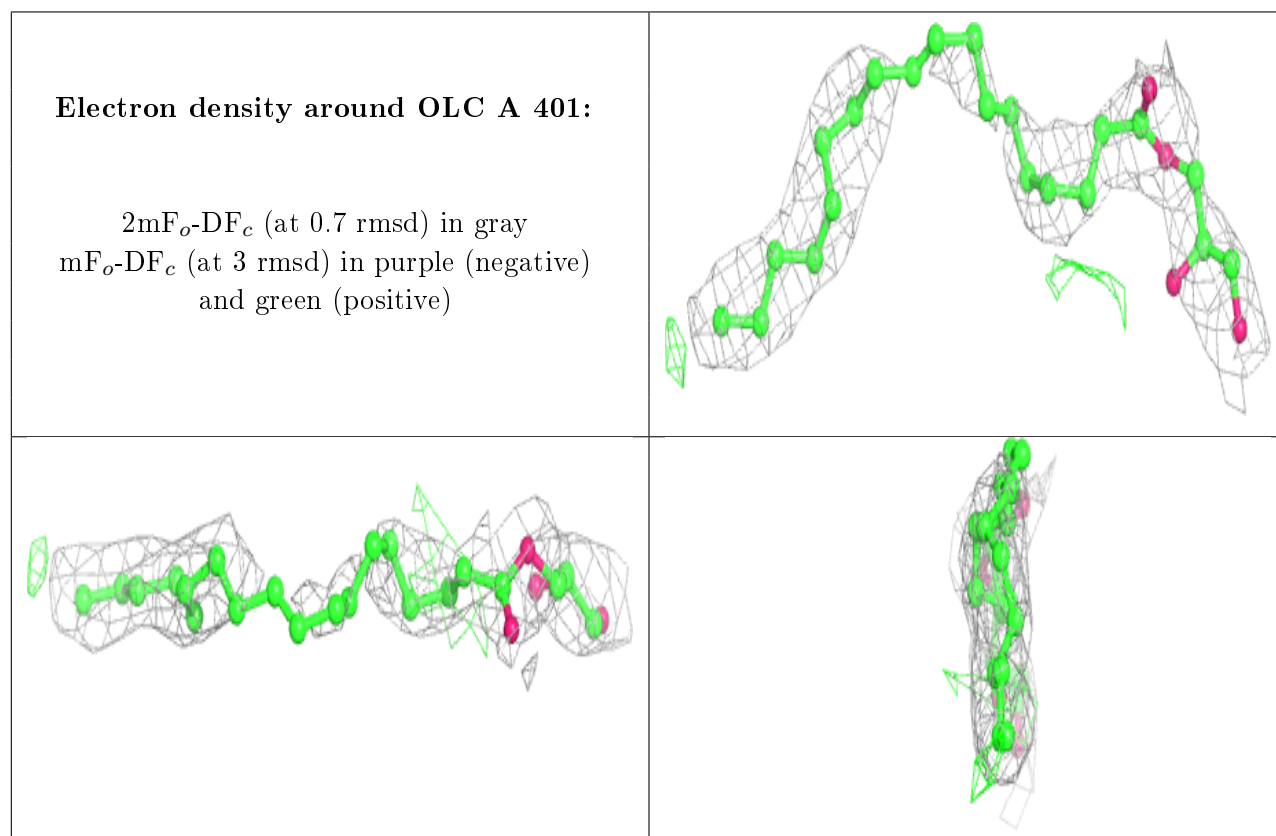 Electron density around OLC A 401:
2mFo-DFc (at 0.7 rmsd) in gray
mFo-DFc (at 3 rmsd) in purple (negative)
and green (positive)